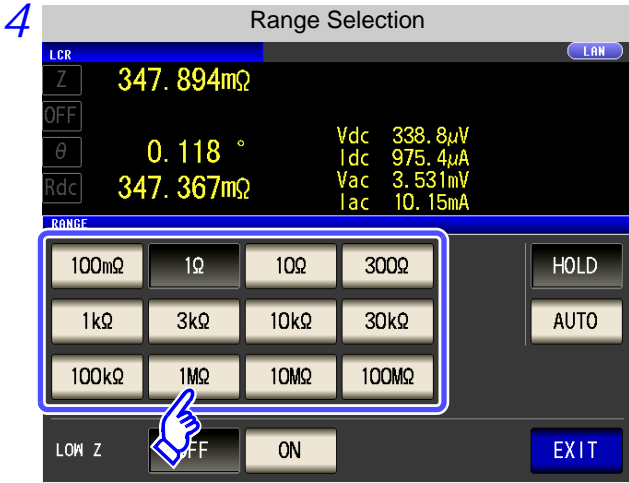 4
Range Selection
LCR
LAN
Z 347.894mΩ
OFF
θ 0.118 °
Rdc 347.367mΩ
Vdc 338.8μV
Idc 975.4μA
Vac 3.531mV
Iac 10.15mA
RANGE
100mΩ 1Ω 10Ω 300Ω HOLD
1kΩ 3kΩ 10kΩ 30kΩ AUTO
100kΩ 1MΩ 10MΩ 100MΩ
LOW Z OFF ON EXIT